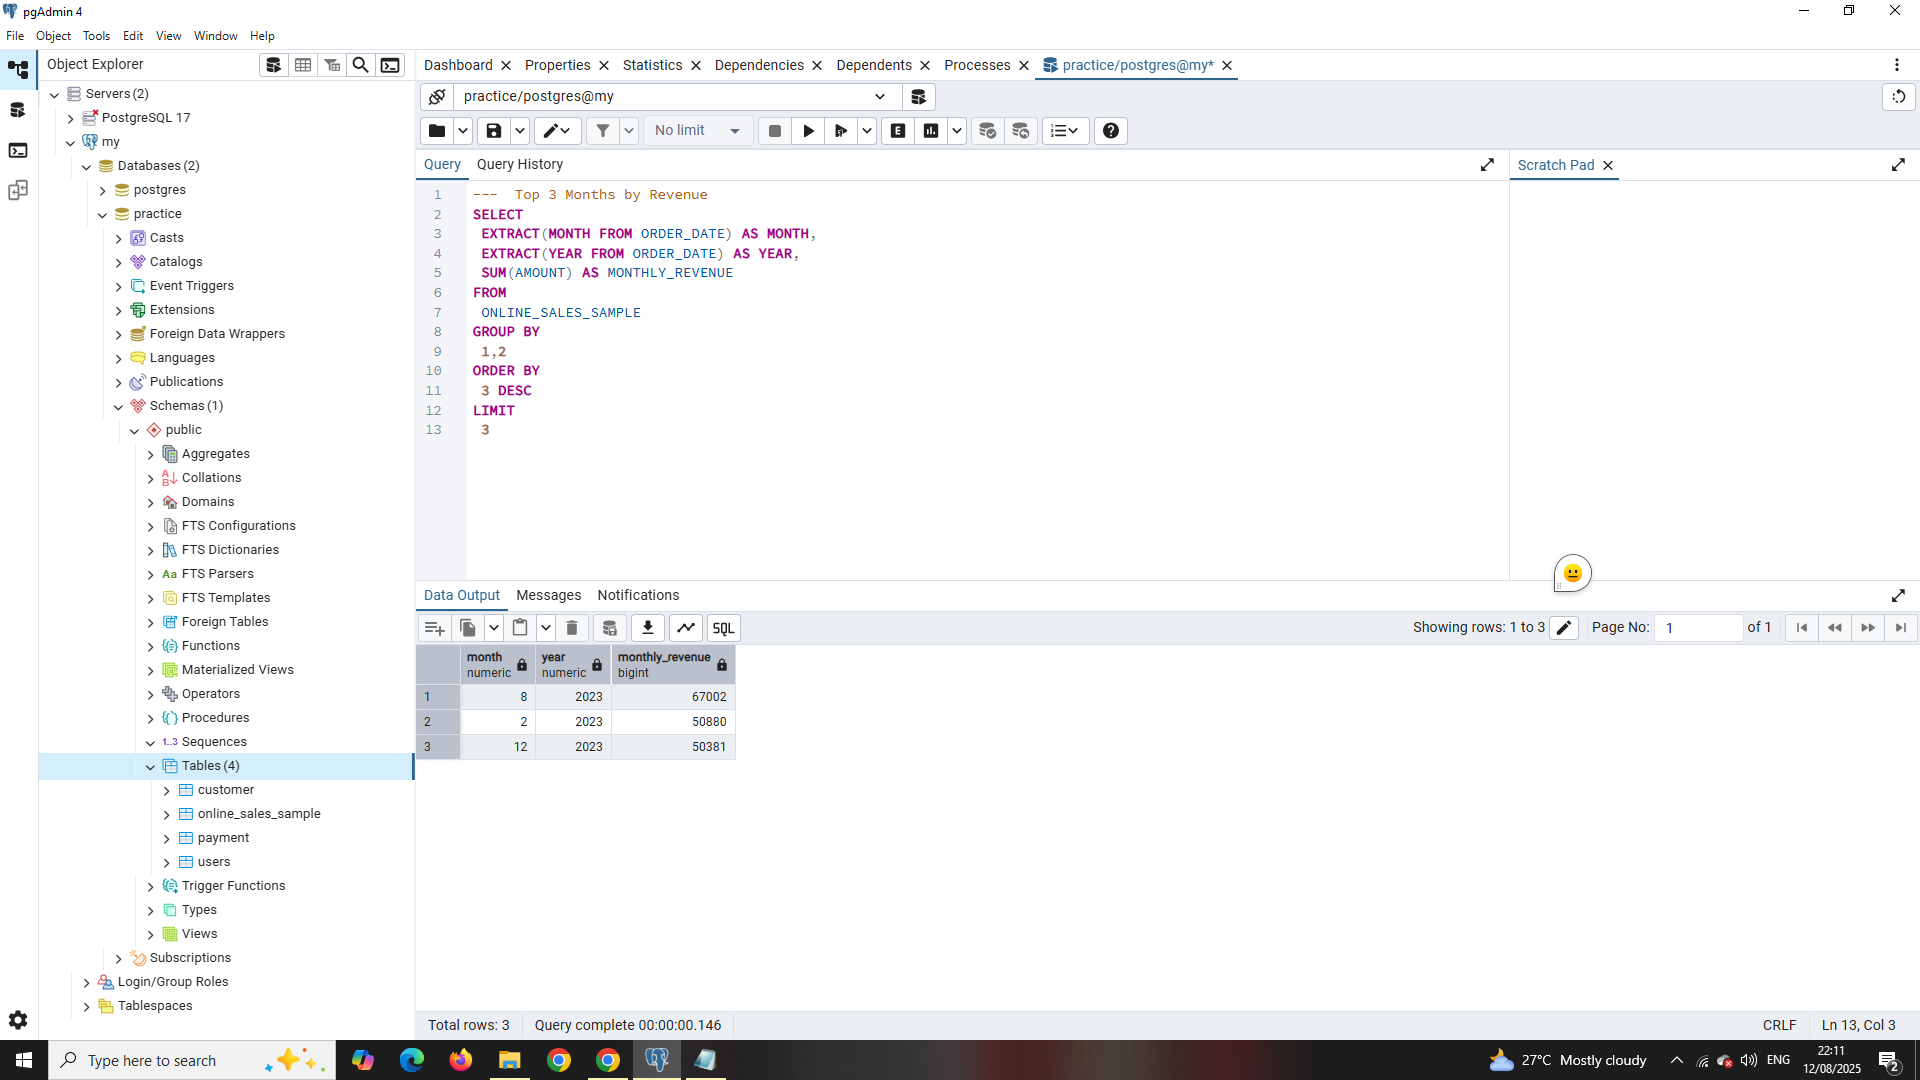 pgAdmin 4
File Object Tools Edit View Window Help
Object Explorer
Servers (2)
PostgreSQL 17
my
Databases (2)
postgres
practice
Casts
Catalogs
Event Triggers
Extensions
Foreign Data Wrappers
Languages
Publications
Schemas (1)
public
Aggregates
Collations
Domains
FTS Configurations
FTS Dictionaries
Aa FTS Parsers
FTS Templates
Foreign Tables
Functions
Materialized Views
Operators
Procedures
1..3 Sequences
Tables (4)
customer
online_sales_sample
payment
users
Trigger Functions
Types
Views
Subscriptions
Login/Group Roles
Tablespaces
Dashboard Properties Statistics Dependencies Dependents Processes practice/postgres@my*
practice/postgres@my
No limit
E
Query Query History
Scratch Pad
1 --- Top 3 Months by Revenue
2 SELECT
3 EXTRACT(MONTH FROM ORDER_DATE) AS MONTH,
4 EXTRACT(YEAR FROM ORDER_DATE) AS YEAR,
5 SUM(AMOUNT) AS MONTHLY_REVENUE
6 FROM
7 ONLINE_SALES_SAMPLE
8 GROUP BY
9 1,2
10 ORDER BY
11 3 DESC
12 LIMIT
13 3
Data Output Messages Notifications
SQL
Showing rows: 1 to 3 Page No: 1 of 1
month year monthly_revenue
numeric numeric bigint
1 8 2023 67002
2 2 2023 50880
3 12 2023 50381
Total rows: 3 Query complete 00:00:00.146 CRLF Ln 13, Col 3
Type here to search
27°C Mostly cloudy
ENG
22:11
12/08/2025
2